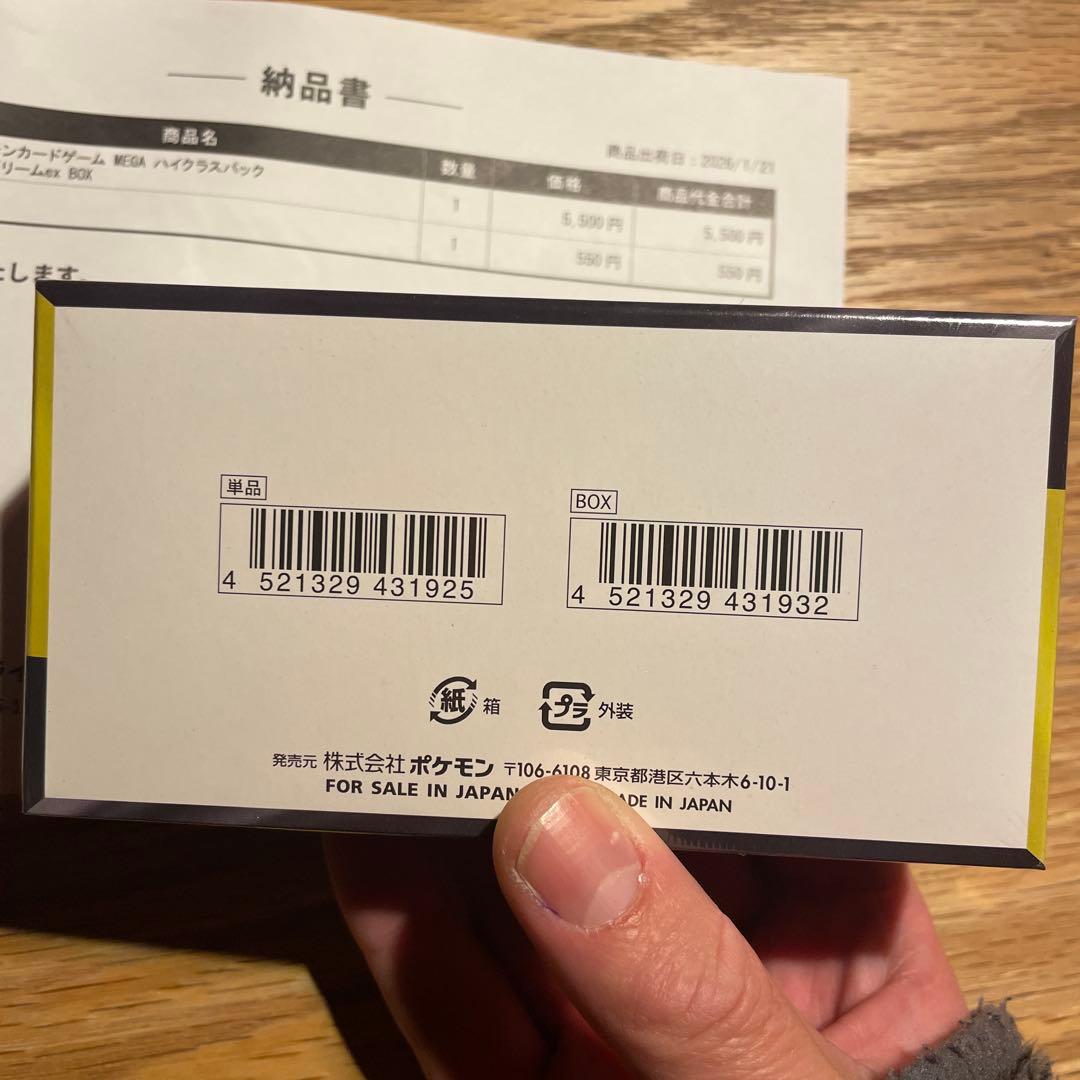 納品書
商品出荷日：2026/1/21
商品名 数量 価格 商品代金合計
ンカードゲーム MEGA ハイクラスパック
リームex BOX
1 5,500円 5,500円
1 550円 550円
たします。
単品
4 521329 431925
BOX
4 521329 431932
紙 箱
プラ 外装
発売元 株式会社ポケモン 〒106-6108 東京都港区六本木6-10-1
FOR SALE IN JAPAN ADE IN JAPAN